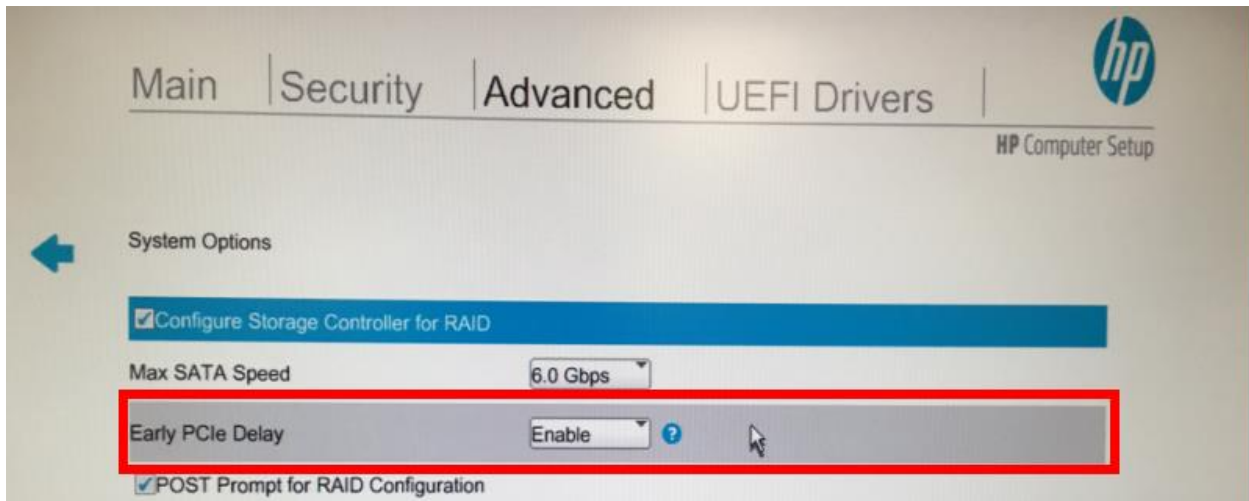 hp
Main Security Advanced UEFI Drivers
HP Computer Setup
System Options
Configure Storage Controller for RAID
Max SATA Speed 6.0 Gbps
Early PCIe Delay Enable ?
POST Prompt for RAID Configuration